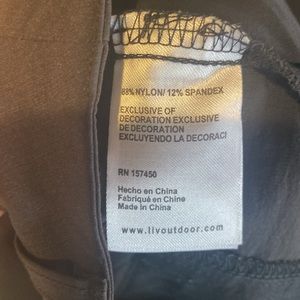 88% NYLON/ 12% SPANDEX
EXCLUSIVE OF
DECORATION EXCLUSIVE
DE DECORATION
EXCLUYENDO LA DECORACI
RN 157450
Hecho en China
Fabriqué en Chine
Made in China
www.livoutdoor.com